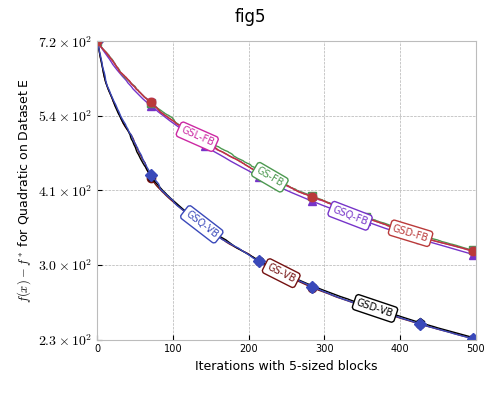 fig5
7.2 × 10²
5.4 × 10²
4.1 × 10²
3.0 × 10²
2.3 × 10²
f(x) − f* for Quadratic on Dataset E
GSL-FB
GS-FB
GSQ-FB
GSD-FB
GSQ-VB
GS-VB
GSD-VB
0 100 200 300 400 500
Iterations with 5-sized blocks